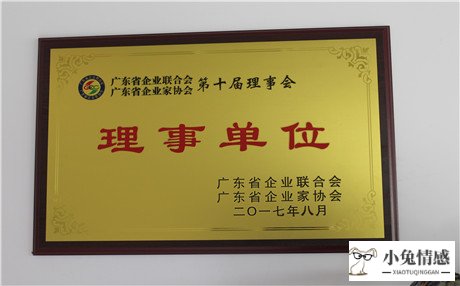 广东省企业联合会
广东省企业家协会 第十届理事会
理事单位
广东省企业联合会
广东省企业家协会
二〇一七年八月
小兔情感
XIAOTUQINGGAN